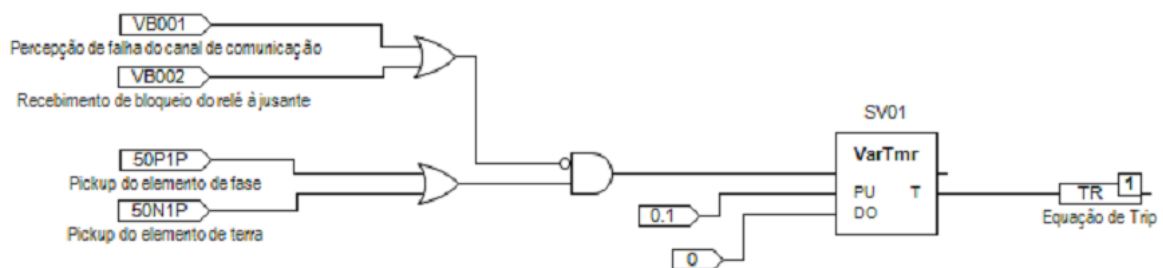 VB001
Percepção de falha do canal de comunicação
VB002
Recebimento de bloqueio do relé à jusante
SV01
VarTmr
50P1P
Pickup do elemento de fase
PU T
1
TR
50N1P
0.1
DO
Equação de Trip
Pickup do elemento de terra
0